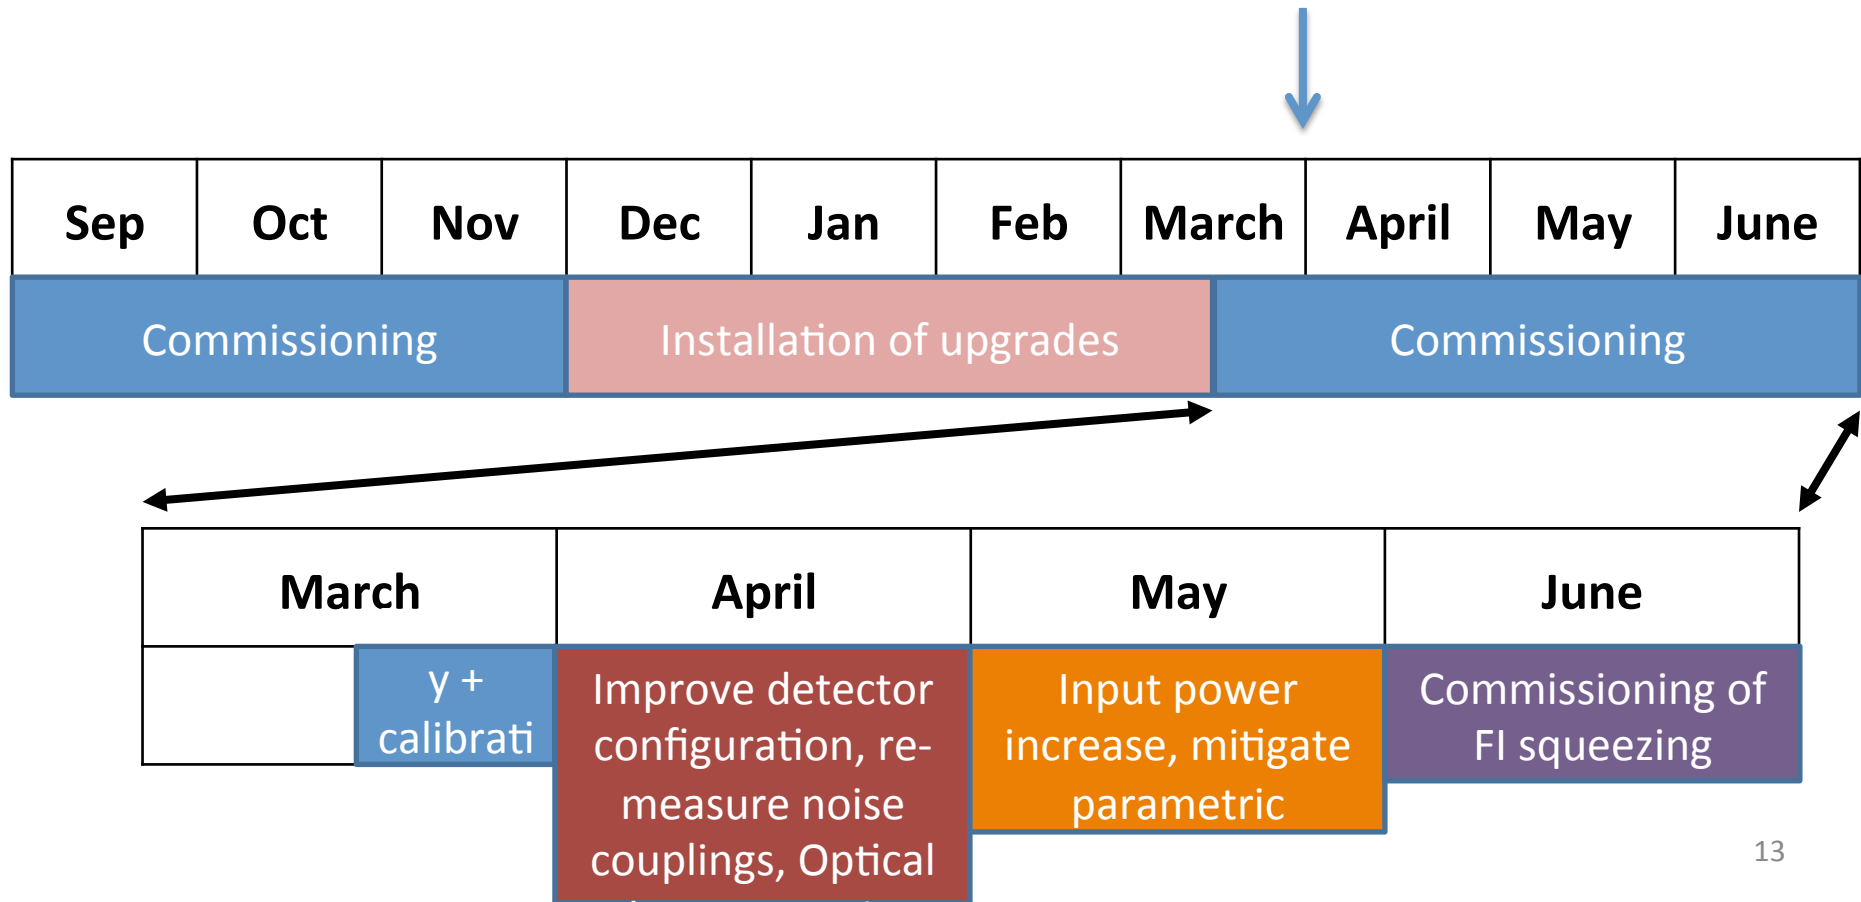 Sep Oct Nov Dec Jan Feb March April May June
Commissioning Installation of upgrades Commissioning
March April May June
y +
calibrati
Improve detector
configuration, re-
measure noise
couplings, Optical
Input power
increase, mitigate
parametric
Commissioning of
FI squeezing
13